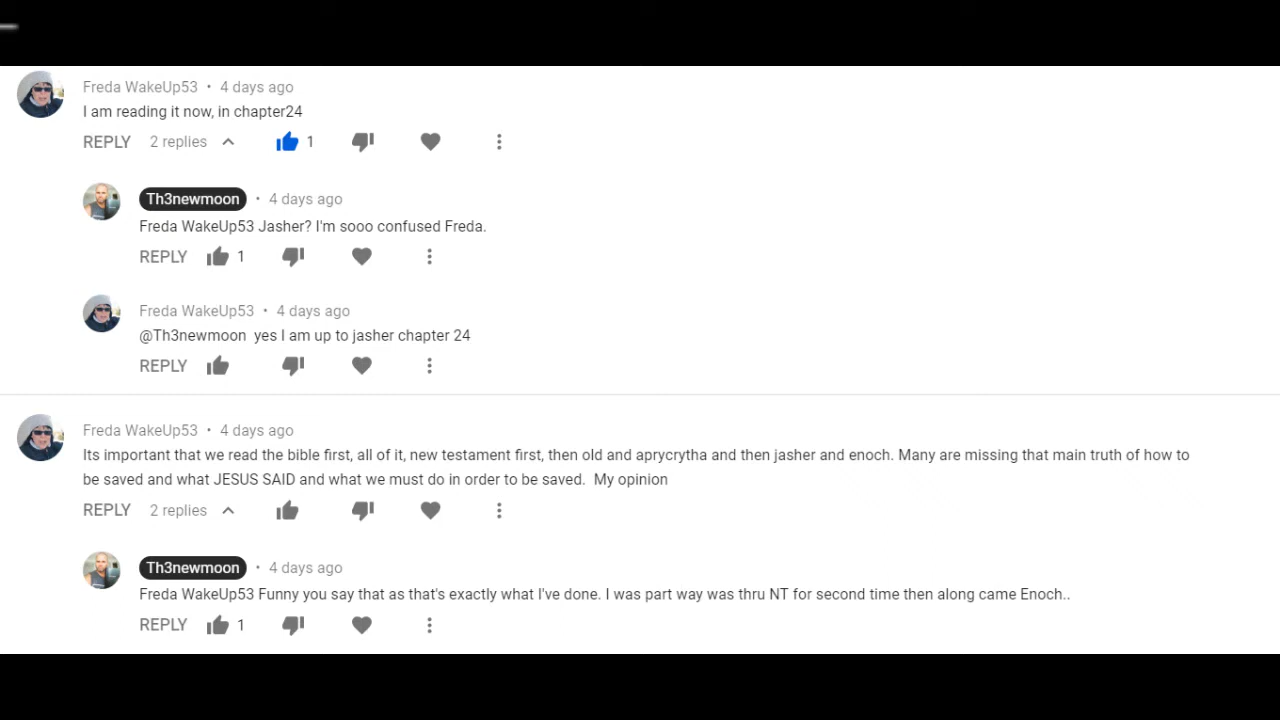 Freda WakeUp53 • 4 days ago
I am reading it now, in chapter24
REPLY 2 replies 1
Th3newmoon • 4 days ago
Freda WakeUp53 Jasher? I'm sooo confused Freda.
REPLY 1
Freda WakeUp53 • 4 days ago
@Th3newmoon yes I am up to jasher chapter 24
REPLY
Freda WakeUp53 • 4 days ago
Its important that we read the bible first, all of it, new testament first, then old and aprycrytha and then jasher and enoch. Many are missing that main truth of how to
be saved and what JESUS SAID and what we must do in order to be saved. My opinion
REPLY 2 replies
Th3newmoon • 4 days ago
Freda WakeUp53 Funny you say that as that's exactly what I've done. I was part way was thru NT for second time then along came Enoch..
REPLY 1